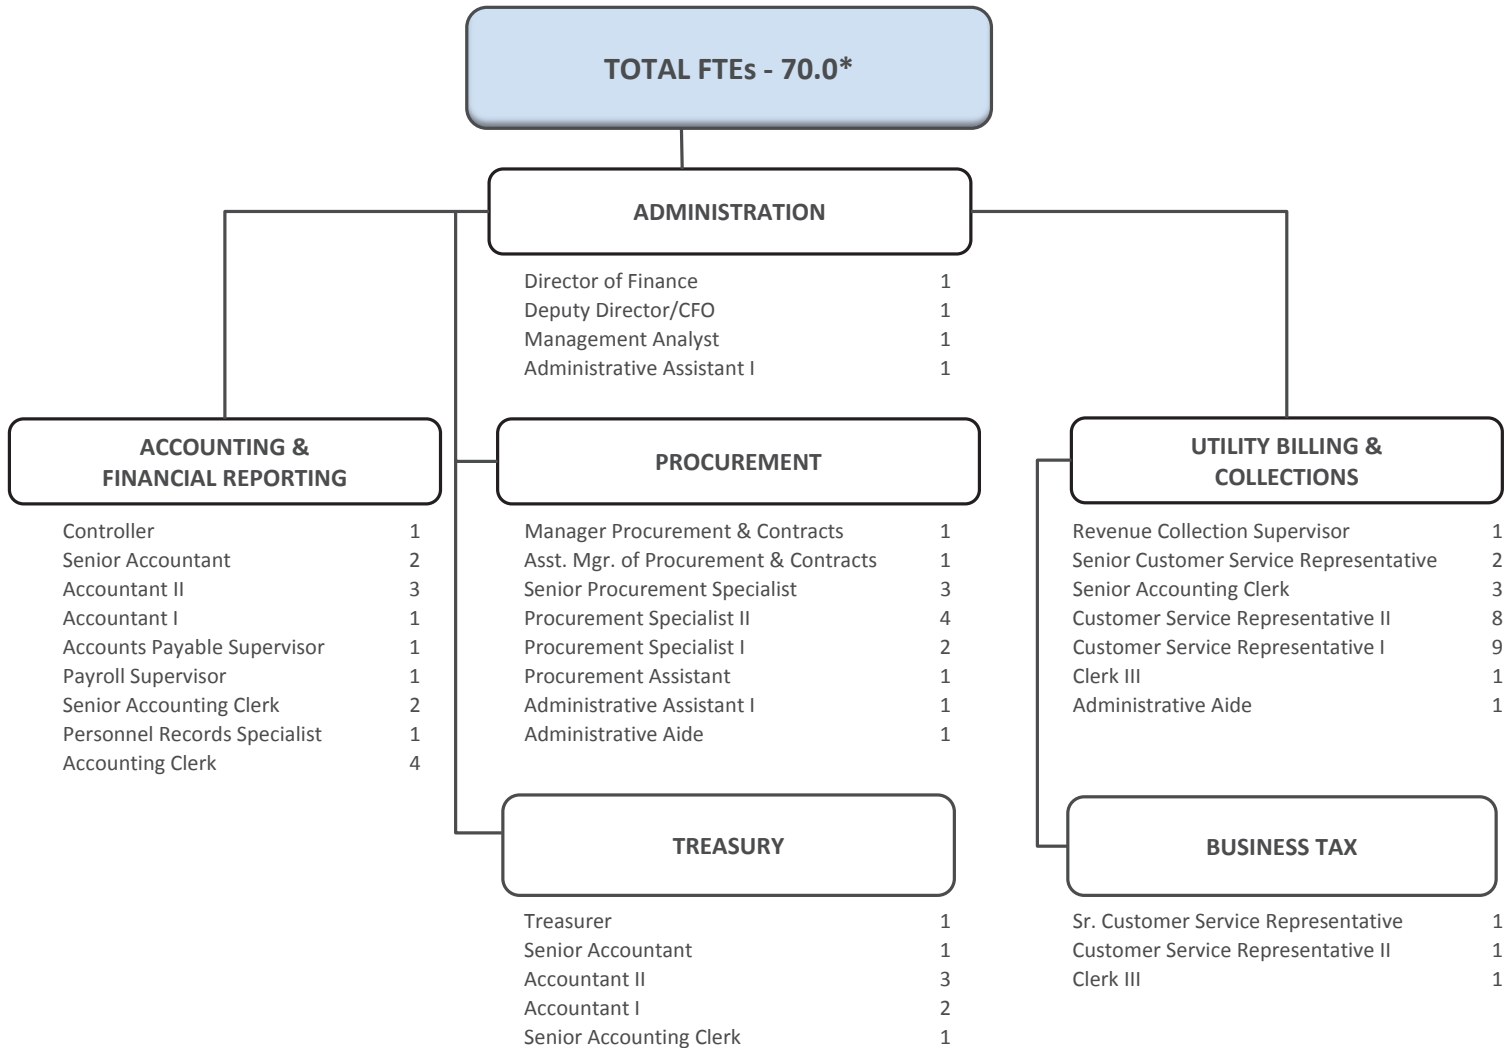 TOTAL FTEs - 70.0*
ADMINISTRATION
Director of Finance 1
Deputy Director/CFO 1
Management Analyst 1
Administrative Assistant I 1
ACCOUNTING &
FINANCIAL REPORTING
Controller 1
Senior Accountant 2
Accountant II 3
Accountant I 1
Accounts Payable Supervisor 1
Payroll Supervisor 1
Senior Accounting Clerk 2
Personnel Records Specialist 1
Accounting Clerk 4
PROCUREMENT
Manager Procurement & Contracts 1
Asst. Mgr. of Procurement & Contracts 1
Senior Procurement Specialist 3
Procurement Specialist II 4
Procurement Specialist I 2
Procurement Assistant 1
Administrative Assistant I 1
Administrative Aide 1
TREASURY
Treasurer 1
Senior Accountant 1
Accountant II 3
Accountant I 2
Senior Accounting Clerk 1
UTILITY BILLING &
COLLECTIONS
Revenue Collection Supervisor 1
Senior Customer Service Representative 2
Senior Accounting Clerk 3
Customer Service Representative II 8
Customer Service Representative I 9
Clerk III 1
Administrative Aide 1
BUSINESS TAX
Sr. Customer Service Representative 1
Customer Service Representative II 1
Clerk III 1